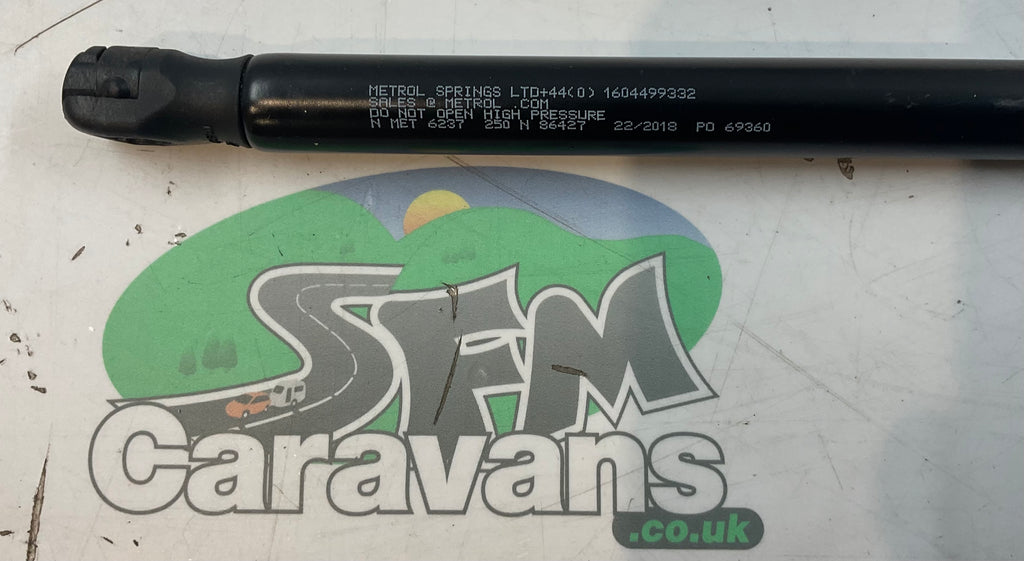 METROL SPRINGS LTD+44(0) 1604499332
SALES @ METROL .COM
DO NOT OPEN HIGH PRESSURE
N MET 6237 250 N 86427 22/2018 PO 69360
SFM
Caravans
.co.uk